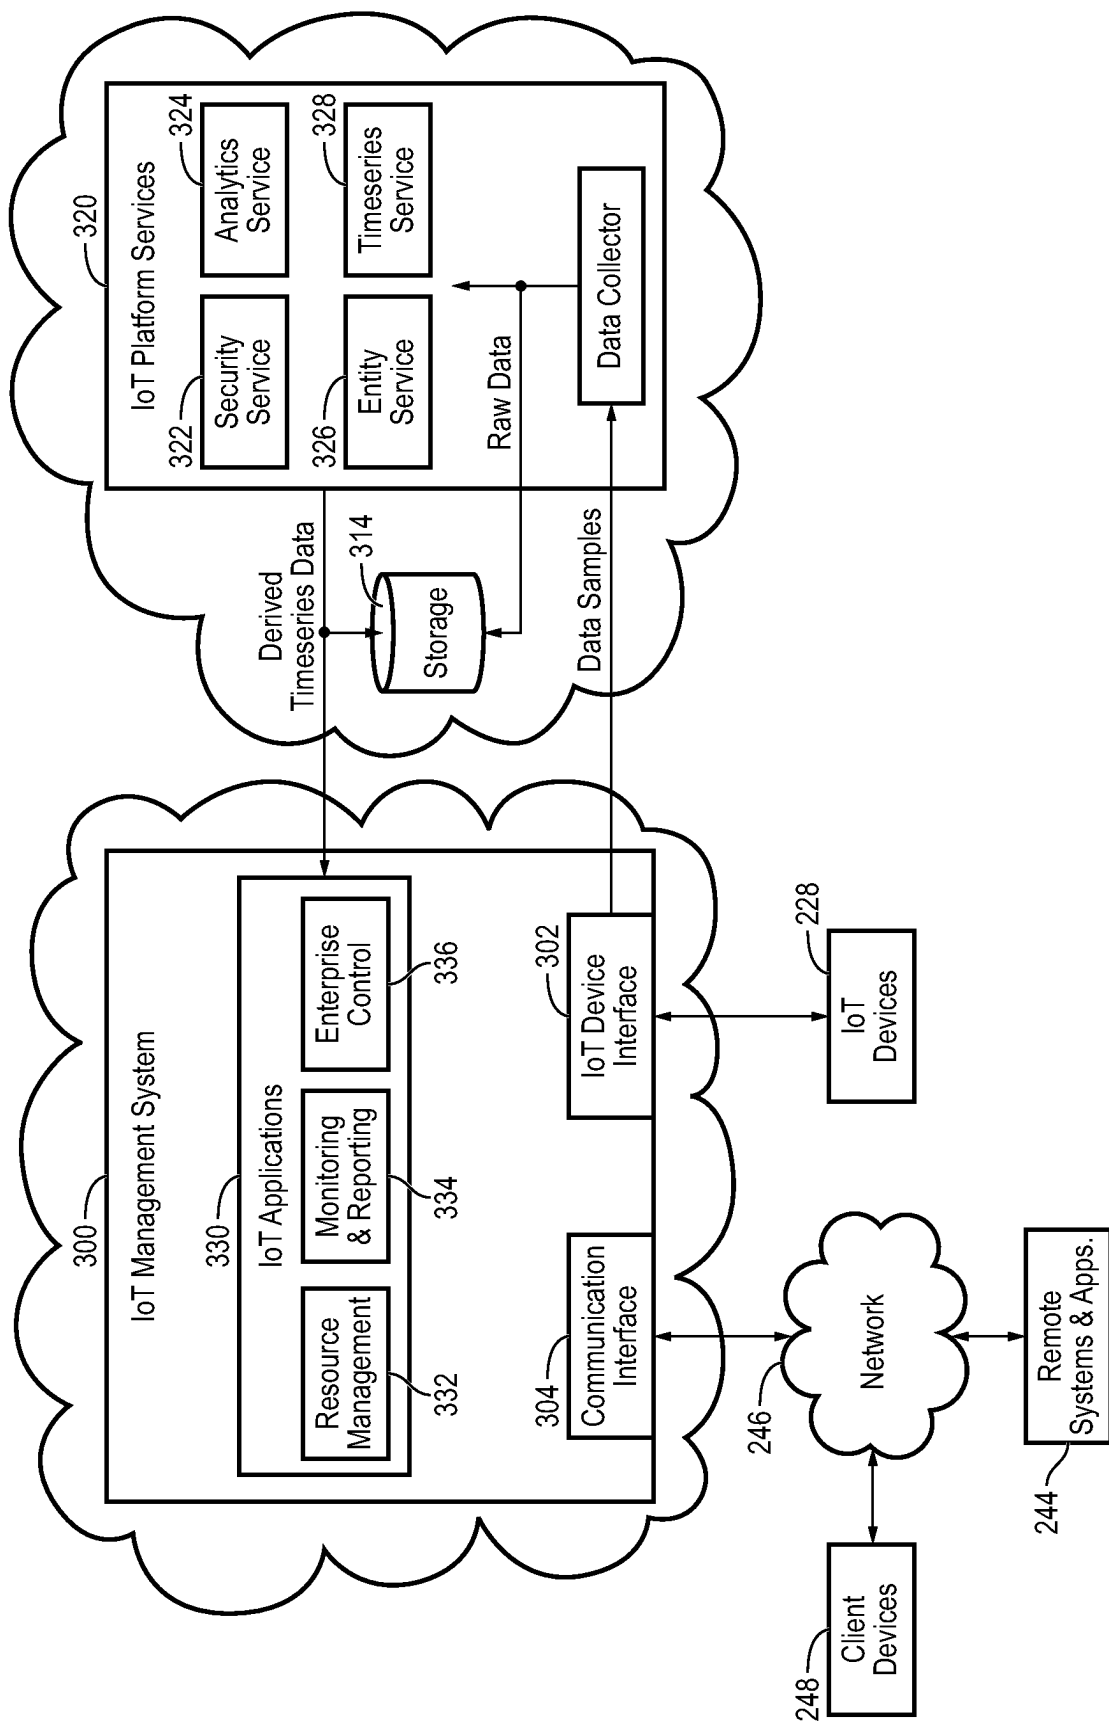 300
IoT Management System
330
IoT Applications
Resource
Management
332
Monitoring
& Reporting
334
Enterprise
Control
336
304
Communication
Interface
302
IoT Device
Interface
Derived
Timeseries Data
314
Storage
Raw Data
Data Samples
320
IoT Platform Services
322
Security
Service
324
Analytics
Service
326
Entity
Service
328
Timeseries
Service
Data Collector
246
Network
228
IoT
Devices
248
Client
Devices
244
Remote
Systems & Apps.